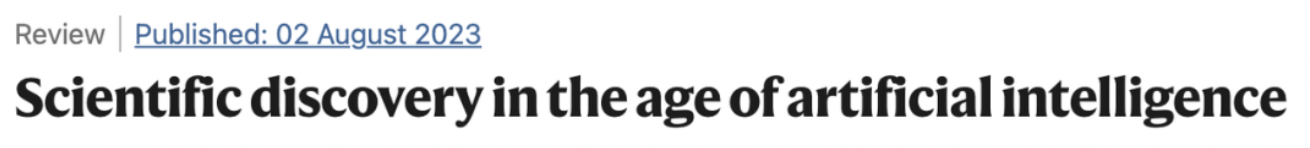 Review | Published: 02 August 2023
Scientific discovery in the age of artificial intelligence